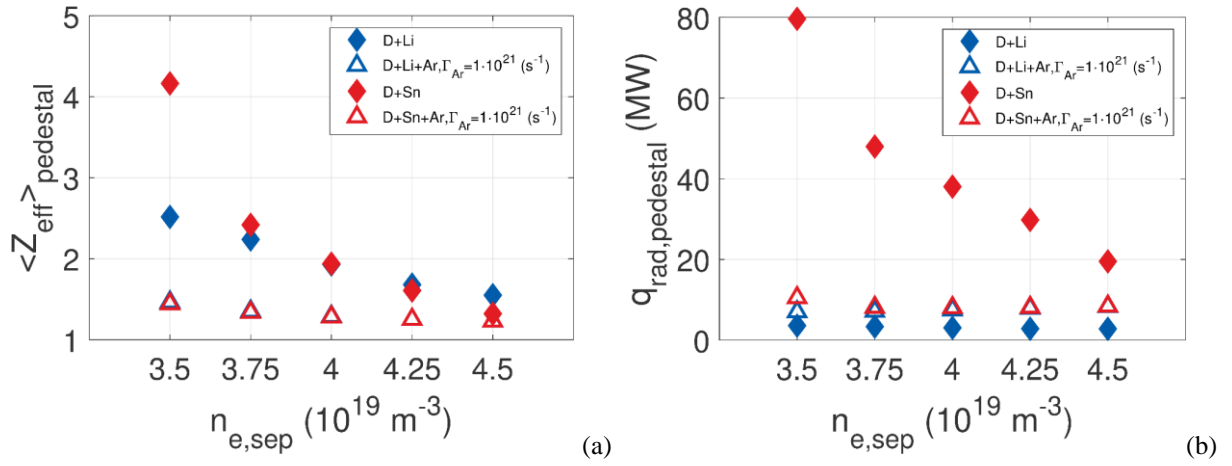 5
4
3
2
1
<Z_eff>_pedestal
D+Li
D+Li+Ar,Γ_Ar=1·10^21 (s^-1)
D+Sn
D+Sn+Ar,Γ_Ar=1·10^21 (s^-1)
3.5 3.75 4 4.25 4.5
n_e,sep (10^19 m^-3)
(a)
80
60
40
20
0
q_rad,pedestal (MW)
D+Li
D+Li+Ar,Γ_Ar=1·10^21 (s^-1)
D+Sn
D+Sn+Ar,Γ_Ar=1·10^21 (s^-1)
3.5 3.75 4 4.25 4.5
n_e,sep (10^19 m^-3)
(b)